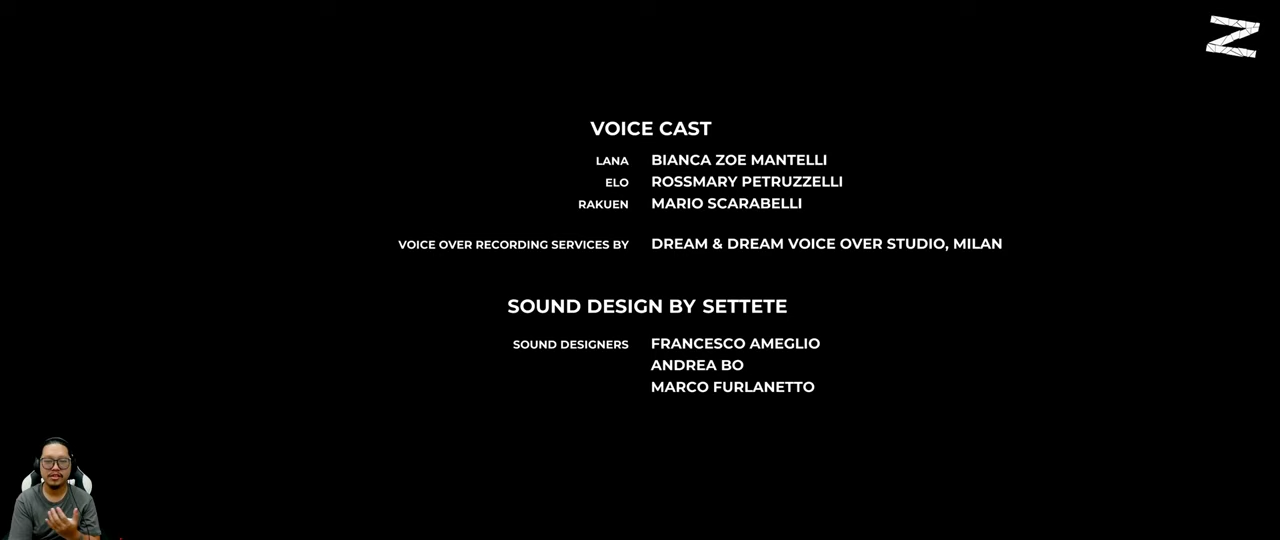 Z
VOICE CAST
LANA BIANCA ZOE MANTELLI
ELO ROSSMARY PETRUZZELLI
RAKUEN MARIO SCARABELLI
VOICE OVER RECORDING SERVICES BY DREAM & DREAM VOICE OVER STUDIO, MILAN
SOUND DESIGN BY SETTETE
SOUND DESIGNERS FRANCESCO AMEGLIO
ANDREA BO
MARCO FURLANETTO